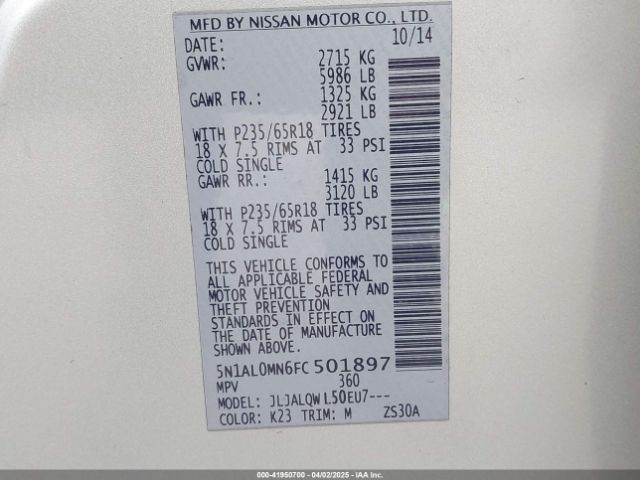 MFD BY NISSAN MOTOR CO., LTD.
DATE: 10/14
GVWR: 2715 KG
5986 LB
GAWR FR.: 1325 KG
2921 LB
WITH P235/65R18 TIRES
18 X 7.5 RIMS AT 33 PSI
COLD SINGLE
GAWR RR.: 1415 KG
3120 LB
WITH P235/65R18 TIRES
18 X 7.5 RIMS AT 33 PSI
COLD SINGLE
THIS VEHICLE CONFORMS TO
ALL APPLICABLE FEDERAL
MOTOR VEHICLE SAFETY AND
THEFT PREVENTION
STANDARDS IN EFFECT ON
THE DATE OF MANUFACTURE
SHOWN ABOVE.
5N1AL0MN6FC501897
MPV 360
MODEL: JLJALQWL50EU7---
COLOR: K23 TRIM: M ZS30A
000-41950700 - 04/02/2025 - IAAI.com